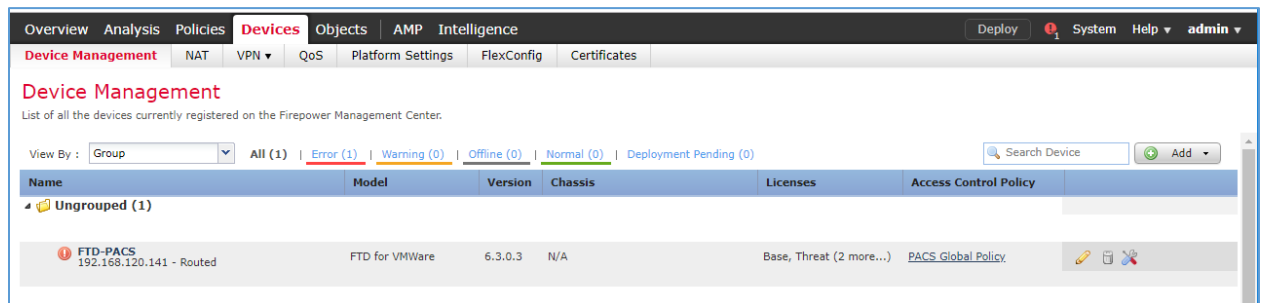 Overview Analysis Policies Devices Objects AMP Intelligence Deploy 1 System Help admin
Device Management NAT VPN QoS Platform Settings FlexConfig Certificates
Device Management
List of all the devices currently registered on the Firepower Management Center.
View By : Group All (1) | Error (1) | Warning (0) | Offline (0) | Normal (0) | Deployment Pending (0) Search Device Add
Name Model Version Chassis Licenses Access Control Policy
Ungrouped (1)
FTD-PACS
192.168.120.141 - Routed FTD for VMWare 6.3.0.3 N/A Base, Threat (2 more...) PACS Global Policy